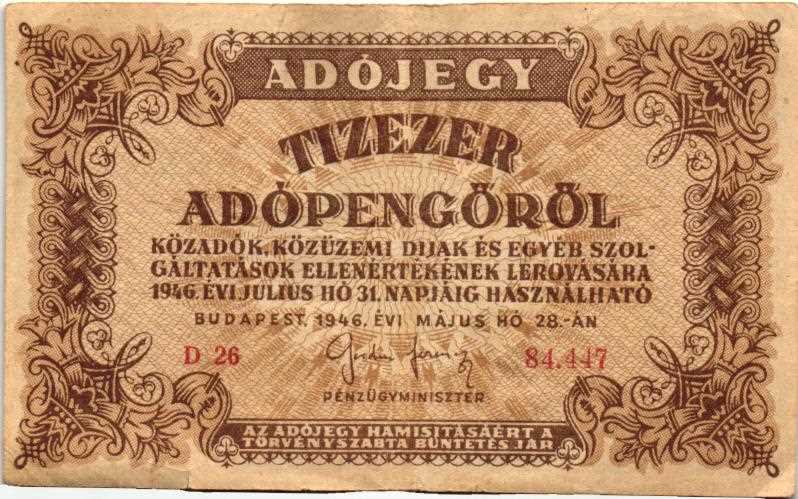 ADÓJEGY
TIZEZER
ADÓPENGŐRŐL
KÖZADÓK, KÖZÜZEMI DIJAK ÉS EGYÉB SZOL-
GÁLTATÁSOK ELLENÉRTÉKÉNEK LEROVÁSÁRA
1946. ÉVI JULIUS HÓ 31. NAPJÁIG HASZNÁLHATÓ
BUDAPEST, 1946. ÉVI MÁJUS HÓ 28.-ÁN
D 26 84.447
PÉNZÜGYMINISZTER
AZ ADÓJEGY HAMISITÁSÁÉRT A
TÖRVÉNYSZABTA BÜNTETÉS JÁR